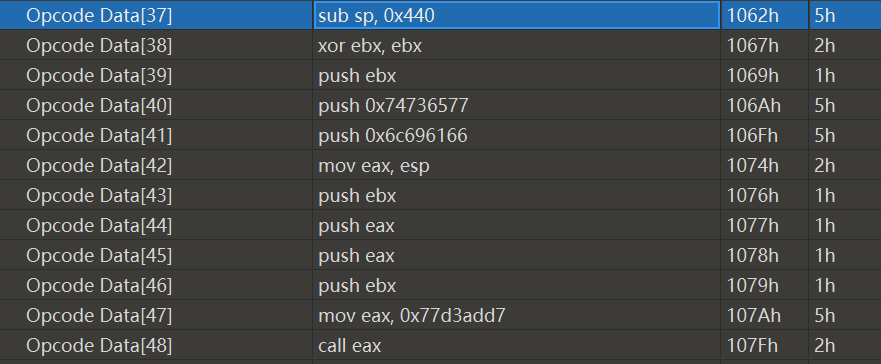 Opcode Data[37] sub sp, 0x440 1062h 5h
Opcode Data[38] xor ebx, ebx 1067h 2h
Opcode Data[39] push ebx 1069h 1h
Opcode Data[40] push 0x74736577 106Ah 5h
Opcode Data[41] push 0x6c696166 106Fh 5h
Opcode Data[42] mov eax, esp 1074h 2h
Opcode Data[43] push ebx 1076h 1h
Opcode Data[44] push eax 1077h 1h
Opcode Data[45] push eax 1078h 1h
Opcode Data[46] push ebx 1079h 1h
Opcode Data[47] mov eax, 0x77d3add7 107Ah 5h
Opcode Data[48] call eax 107Fh 2h